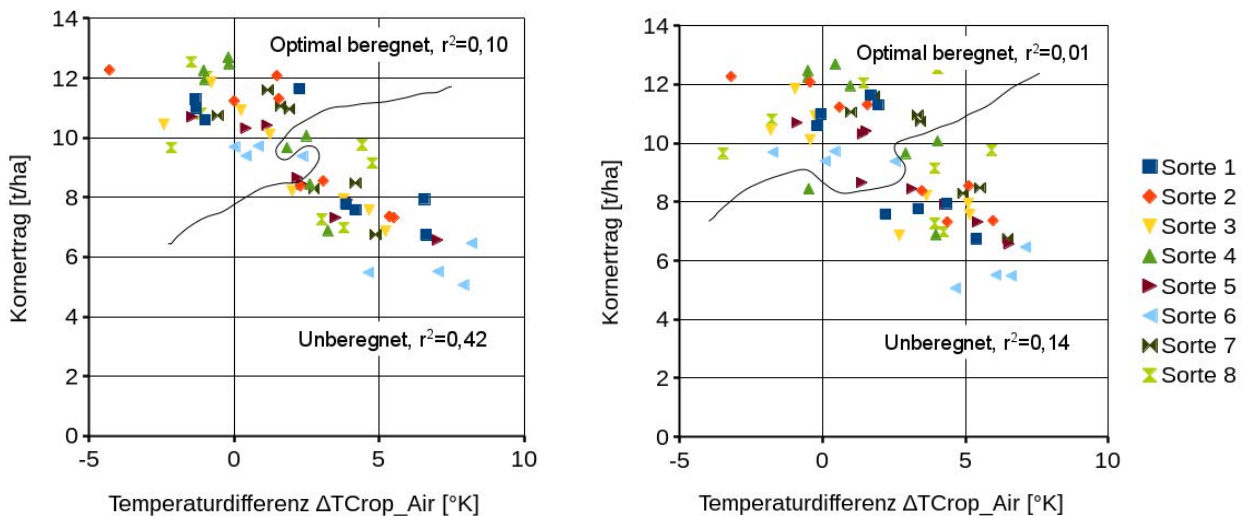 14
12
10
8
6
4
2
0
Kornertrag [t/ha]
Optimal beregnet, r²=0,10
Unberegnet, r²=0,42
-5 0 5 10
Temperaturdifferenz ΔTCrop_Air [°K]
14
12
10
8
6
4
2
0
Kornertrag [t/ha]
Optimal beregnet, r²=0,01
Unberegnet, r²=0,14
-5 0 5 10
Temperaturdifferenz ΔTCrop_Air [°K]
Sorte 1
Sorte 2
Sorte 3
Sorte 4
Sorte 5
Sorte 6
Sorte 7
Sorte 8